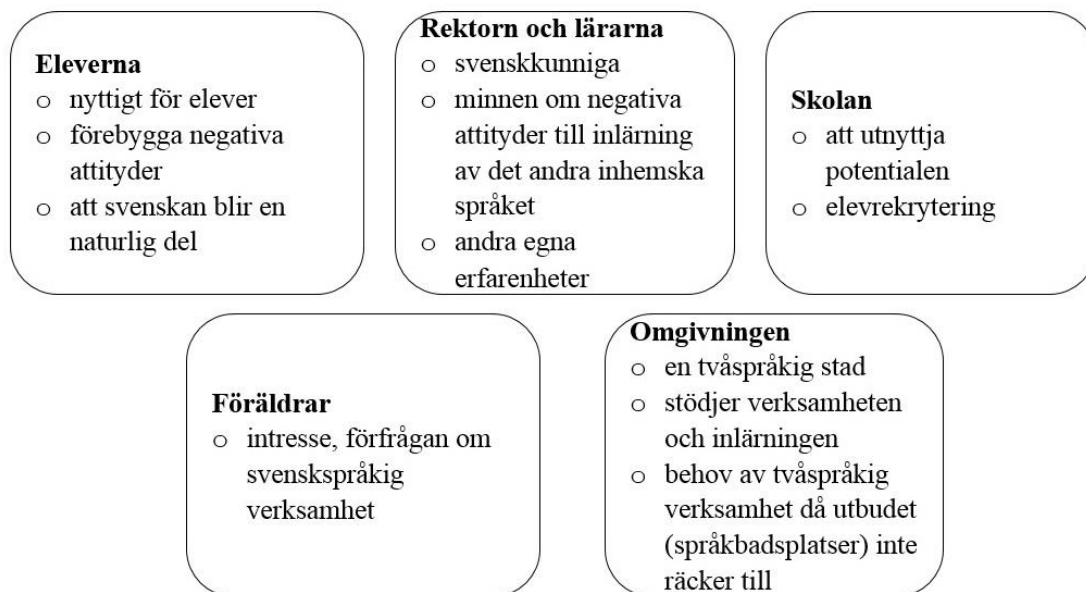 Eleverna
o nyttigt för elever
o förebygga negativa
attityder
o att svenskan blir en
naturlig del
Rektorn och lärarna
o svenskkunniga
o minnen om negativa
attityder till inlärning
av det andra inhemska
språket
o andra egna
erfarenheter
Skolan
o att utnyttja
potentialen
o elevrekrytering
Föräldrar
o intresse, förfrågan om
svenskspråkig
verksamhet
Omgivningen
o en tvåspråkig stad
o stödjer verksamheten
och inlärningen
o behov av tvåspråkig
verksamhet då utbudet
(språkbadsplatser) inte
räcker till